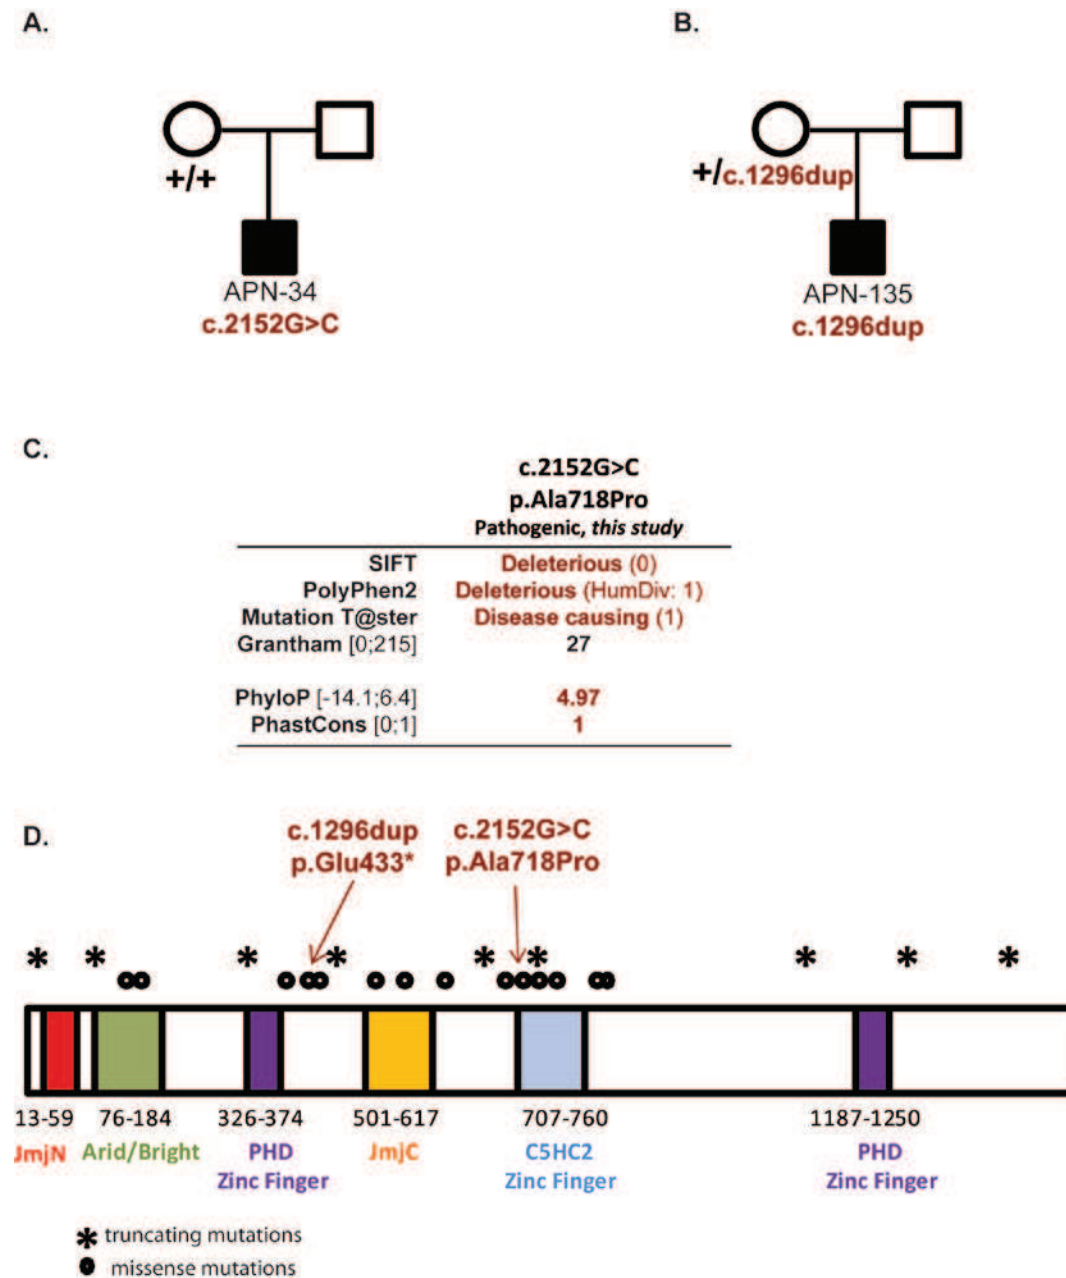 A.
B.
+/+
+/c.1296dup
APN-34
c.2152G>C
APN-135
c.1296dup
C.
c.2152G>C
p.Ala718Pro
Pathogenic, this study
SIFT Deleterious (0)
PolyPhen2 Deleterious (HumDiv: 1)
Mutation T@ster Disease causing (1)
Grantham [0;215] 27
PhyloP [-14.1;6.4] 4.97
PhastCons [0;1] 1
D.
c.1296dup c.2152G>C
p.Glu433* p.Ala718Pro
* * * * * * * * *
13-59 76-184 326-374 501-617 707-760 1187-1250
JmjN Arid/Bright PHD JmjC C5HC2 PHD
Zinc Finger Zinc Finger Zinc Finger
* truncating mutations
missense mutations